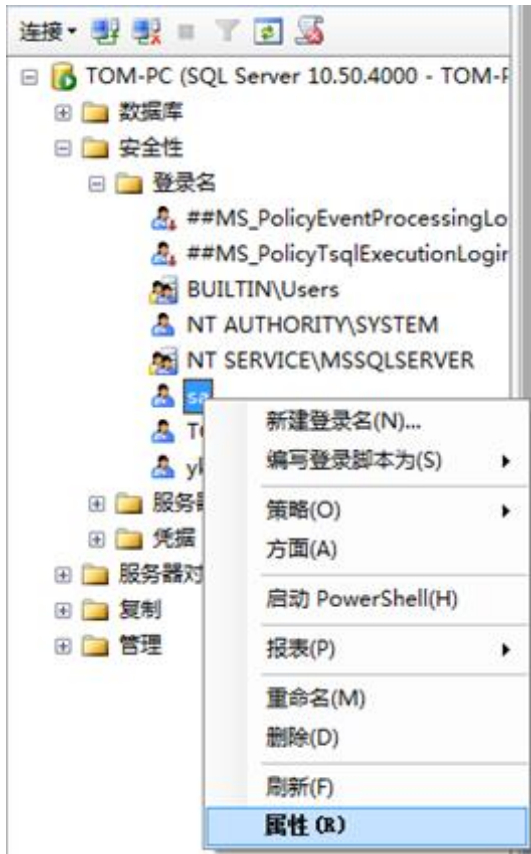 连接
TOM-PC (SQL Server 10.50.4000 - TOM-P
数据库
安全性
登录名
##MS_PolicyEventProcessingLo
##MS_PolicyTsqlExecutionLogin
BUILTIN\Users
NT AUTHORITY\SYSTEM
NT SERVICE\MSSQLSERVER
sa
服务器
凭据
服务器对
复制
管理
新建登录名(N)...
编写登录脚本为(S)
策略(O)
方面(A)
启动 PowerShell(H)
报表(P)
重命名(M)
删除(D)
刷新(F)
属性(R)